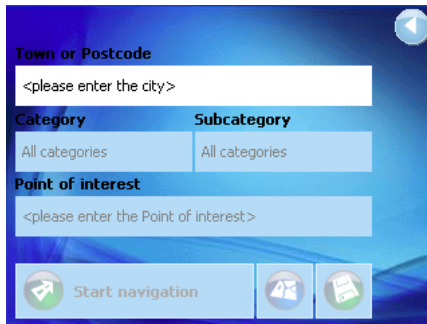 Town or Postcode
<please enter the city>
Category Subcategory
All categories All categories
Point of interest
<please enter the Point of interest>
Start navigation